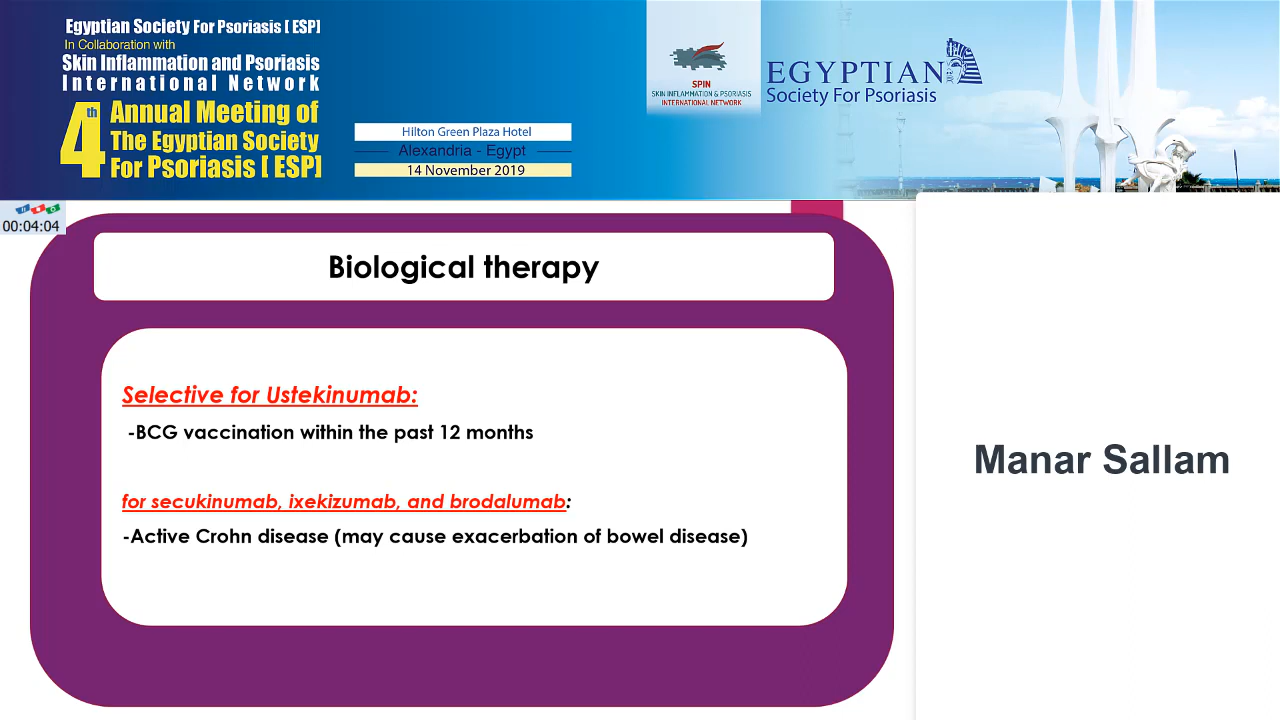 Egyptian Society For Psoriasis [ ESP]
In Collaboration with
Skin Inflammation and Psoriasis
International Network
4th Annual Meeting of
The Egyptian Society
For Psoriasis [ ESP]
Hilton Green Plaza Hotel
Alexandria - Egypt
14 November 2019
SPIN
SKIN INFLAMMATION & PSORIASIS
INTERNATIONAL NETWORK
EGYPTIAN
Society For Psoriasis
00:04:04
Biological therapy
Selective for Ustekinumab:
-BCG vaccination within the past 12 months
for secukinumab, ixekizumab, and brodalumab:
-Active Crohn disease (may cause exacerbation of bowel disease)
Manar Sallam